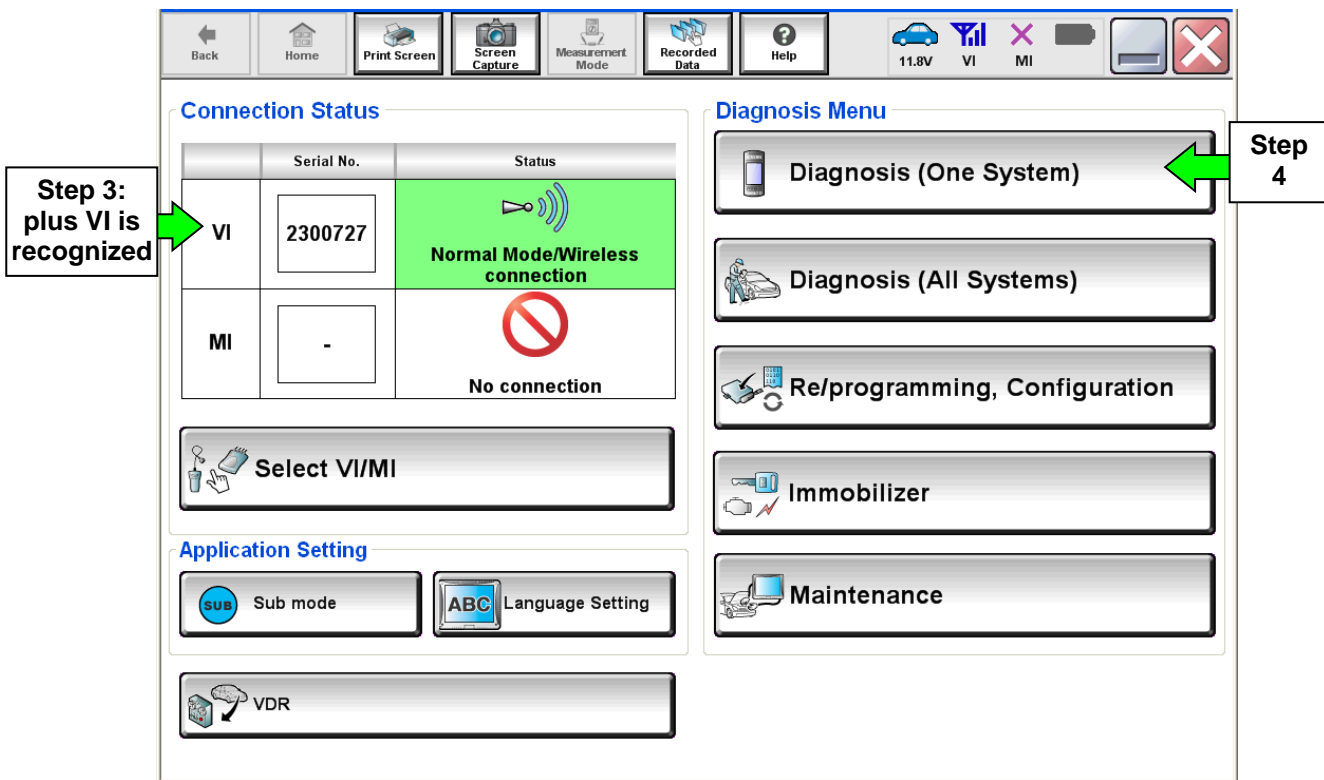 Back
Home
Print Screen
Screen
Capture
Measurement
Mode
Recorded
Data
?
Help
11.8V
VI
MI
Connection Status
Serial No.
Status
VI
2300727
Normal Mode/Wireless
connection
MI
-
No connection
Select VI/MI
Application Setting
SUB
Sub mode
ABC
Language Setting
VDR
Diagnosis Menu
Diagnosis (One System)
Diagnosis (All Systems)
Re/programming, Configuration
Immobilizer
Maintenance
Step 3:
plus VI is
recognized
Step
4